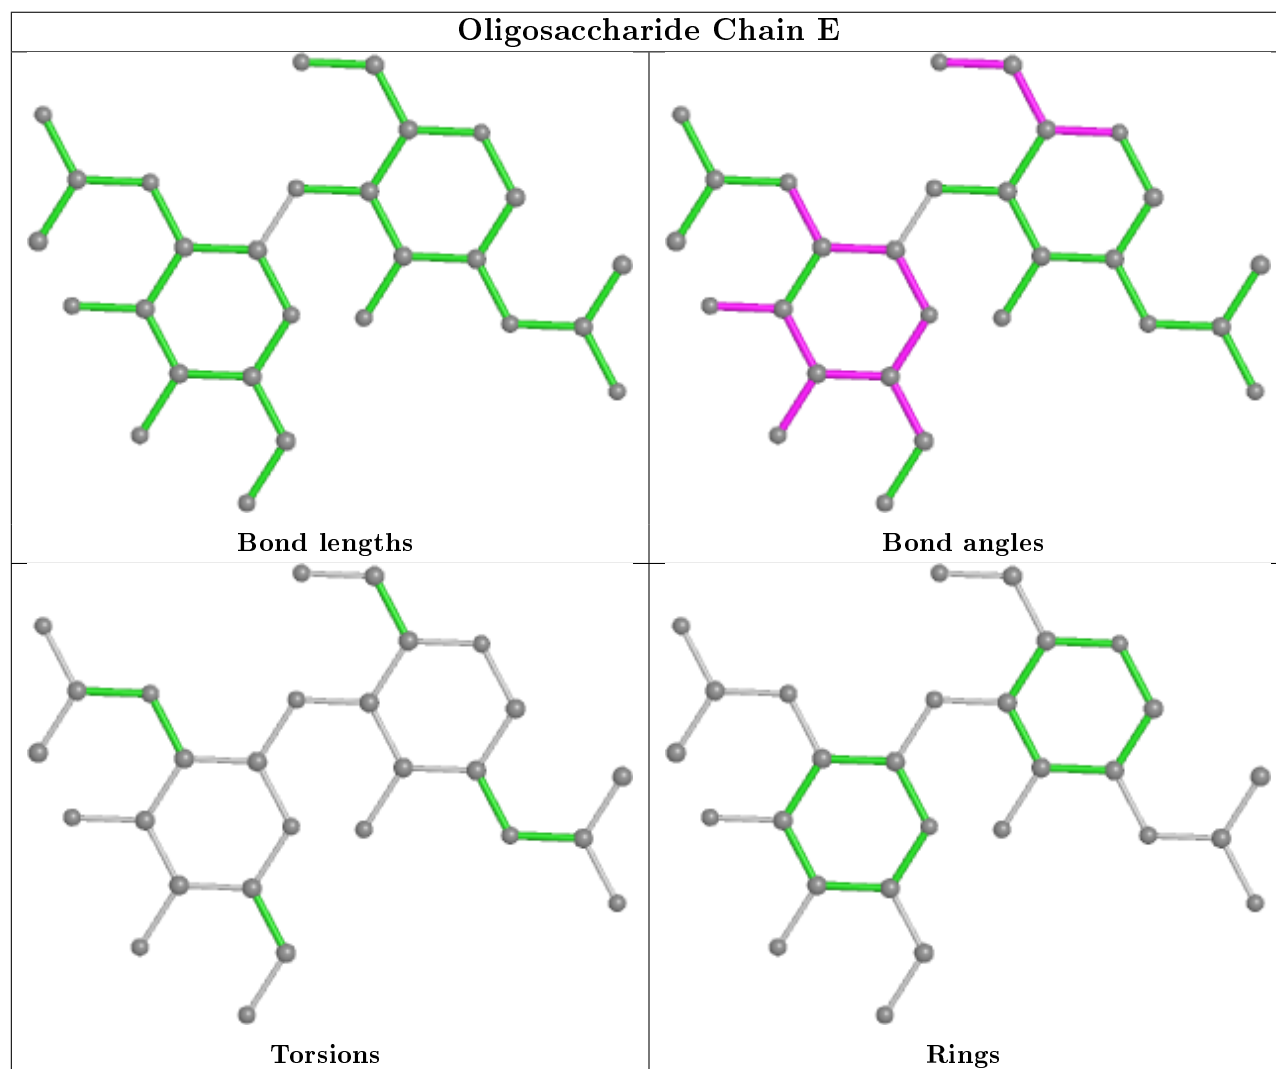 Oligosaccharide Chain E
Bond lengths
Bond angles
Torsions
Rings